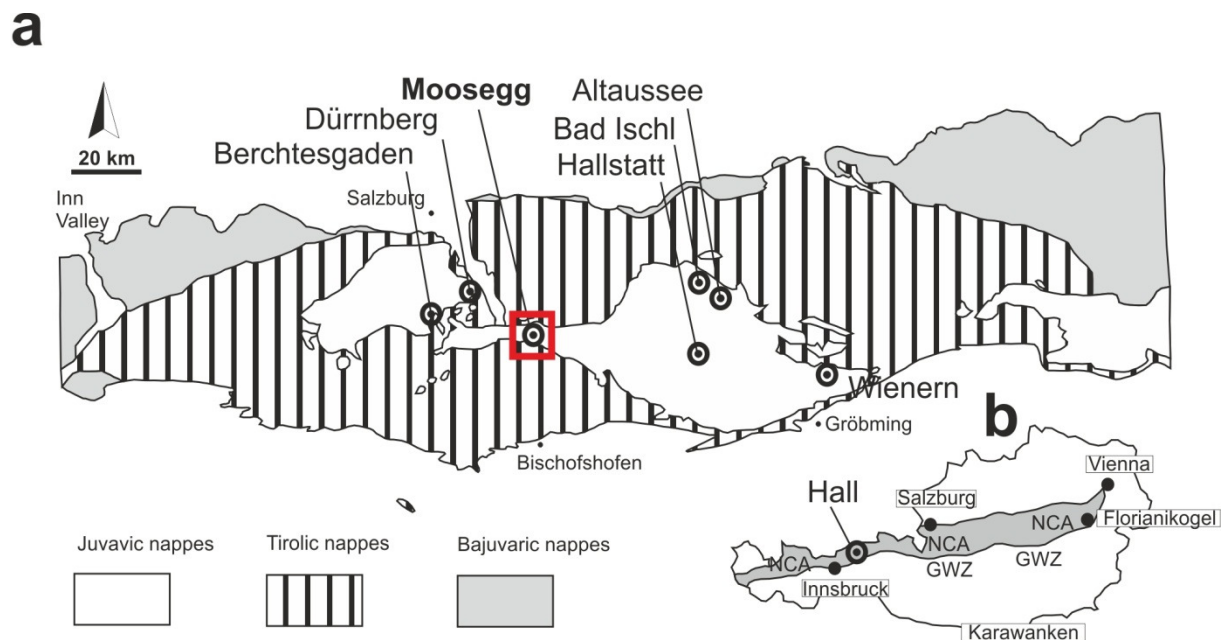 a
Moosegg
Altaussee
Dürrnberg
Bad Ischl
Berchtesgaden
Hallstatt
20 km
Inn
Valley
Salzburg
Wienern
Gröbming
Bischofshofen
b
Vienna
Hall
Salzburg
Florianikogel
NCA
NCA
NCA
GWZ
GWZ
Innsbruck
Karawanken
Juvavic nappes
Tirolic nappes
Bajuvaric nappes